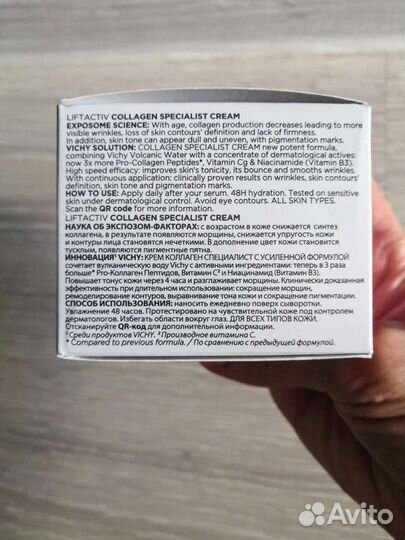 LIFTACTIV COLLAGEN SPECIALIST CREAM
EXPOSOME SCIENCE: With age, collagen production decreases leading to more
visible wrinkles, loss of skin contours' definition and lack of firmness.
In addition, skin tone can appear dull and uneven, with pigmentation marks.
VICHY SOLUTION: COLLAGEN SPECIALIST CREAM new potent formula,
combining Vichy Volcanic Water with a concentrate of dermatological actives:
now 3x more Pro-Collagen Peptides*, Vitamin Cg & Niacinamide (Vitamin B3).
High speed efficacy: improves skin's tonicity, its bounce and smooths wrinkles.
With continuous application: clinically proven results on wrinkles, skin contours'
definition, skin tone and pigmentation marks.
HOW TO USE: Apply daily after your serum. 48H hydration. Tested on sensitive
skin under dermatological control. Avoid eye contours. ALL SKIN TYPES.
Scan the QR code for more information.
LIFTACTIV COLLAGEN SPECIALIST CREAM
НАУКА ОБ ЭКСПОЗОМ-ФАКТОРАХ: с возрастом в коже снижается синтез
коллагена, в результате появляются морщины, снижается упругость кожи
и контуры лица становятся нечеткими. В дополнение цвет кожи становится
тусклым, появляются пигментные пятна.
ИННОВАЦИЯ VICHY¹: КРЕМ КОЛЛАГЕН СПЕЦИАЛИСТ С УСИЛЕННОЙ ФОРМУЛОЙ
сочетает вулканическую воду Vichy с активными ингредиентами: теперь в 3 раза
больше* Про-Коллаген Пептидов, Витамин С² и Ниацинамид (Витамин В3).
Повышает тонус кожи через 4 часа и разглаживает морщины. Клинически доказанная
эффективность при длительном использовании: сокращение морщин,
ремоделирование контуров, выравнивание тона кожи и сокращение пигментации.
СПОСОБ ИСПОЛЬЗОВАНИЯ: наносить ежедневно поверх сыворотки.
Увлажнение 48 часов. Протестировано на чувствительной коже под контролем
дерматологов. Избегать области вокруг глаз. ДЛЯ ВСЕХ ТИПОВ КОЖИ.
Отсканируйте QR-код для дополнительной информации.
¹ Среди продуктов VICHY. ² Производное витамина С.
* Compared to previous formula. / По сравнению с предыдущей формулой.
Avito